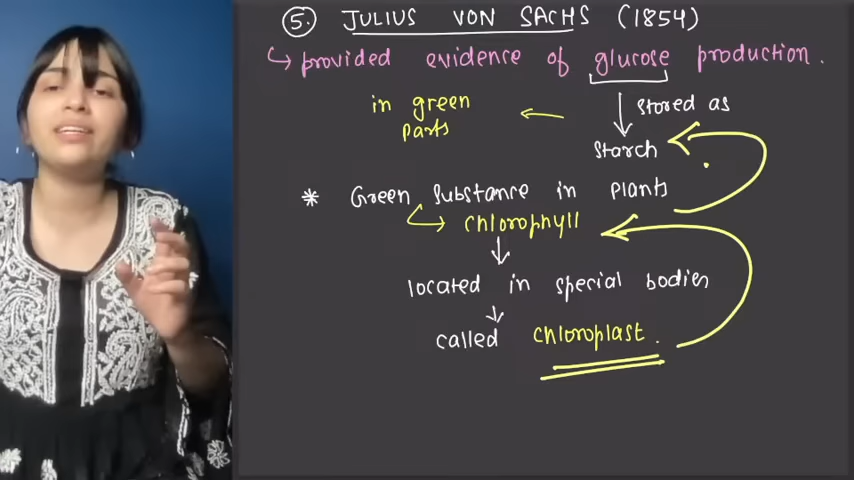 5. JULIUS VON SACHS (1854)
↳ provided evidence of glucose production.
in green ← ↓ stored as
parts
starch
* Green substance in plants
↳ chlorophyll
↓
located in special bodies
↓
called chloroplast.